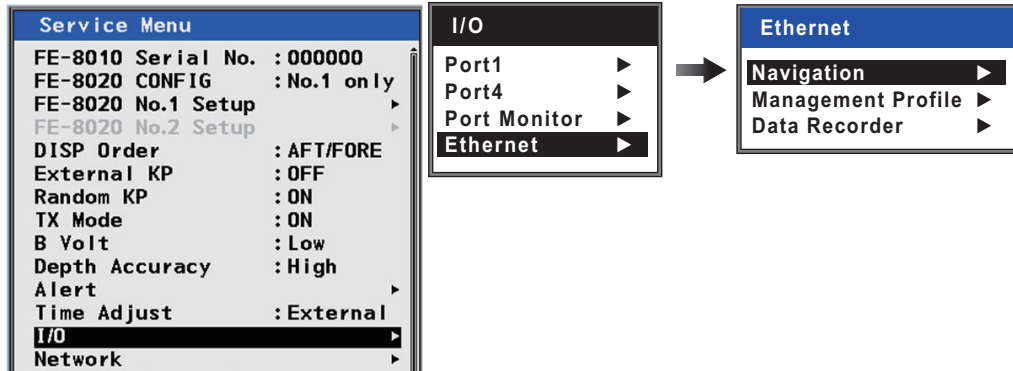 Service Menu
FE-8010 Serial No. : 000000
FE-8020 CONFIG : No.1 only
FE-8020 No.1 Setup
FE-8020 No.2 Setup
DISP Order : AFT/FORE
External KP : OFF
Random KP : ON
TX Mode : ON
B Volt : Low
Depth Accuracy : High
Alert
Time Adjust : External
I/O
Network
I/O
Port1
Port4
Port Monitor
Ethernet
Ethernet
Navigation
Management Profile
Data Recorder